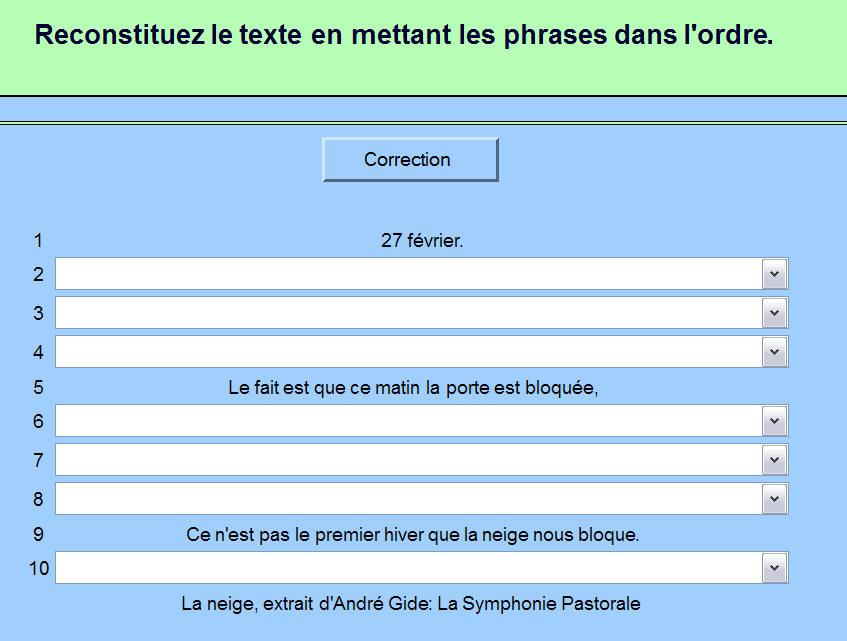 Reconstituez le texte en mettant les phrases dans l'ordre.
Correction
1 27 février.
2
3
4
5 Le fait est que ce matin la porte est bloquée,
6
7
8
9 Ce n'est pas le premier hiver que la neige nous bloque.
10
La neige, extrait d'André Gide: La Symphonie Pastorale